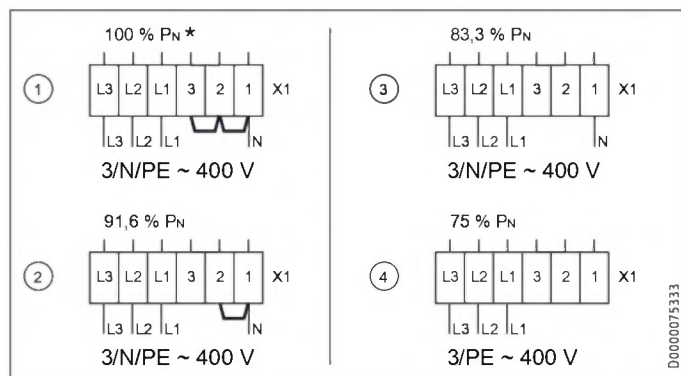 100 % PN *
1
L3 L2 L1 3 2 1 X1
L3 L2 L1 N
3/N/PE ~ 400 V
91,6 % PN
2
L3 L2 L1 3 2 1 X1
L3 L2 L1 N
3/N/PE ~ 400 V
83,3 % PN
3
L3 L2 L1 3 2 1 X1
L3 L2 L1 N
3/N/PE ~ 400 V
75 % PN
4
L3 L2 L1 3 2 1 X1
L3 L2 L1
3/PE ~ 400 V
D0000075333